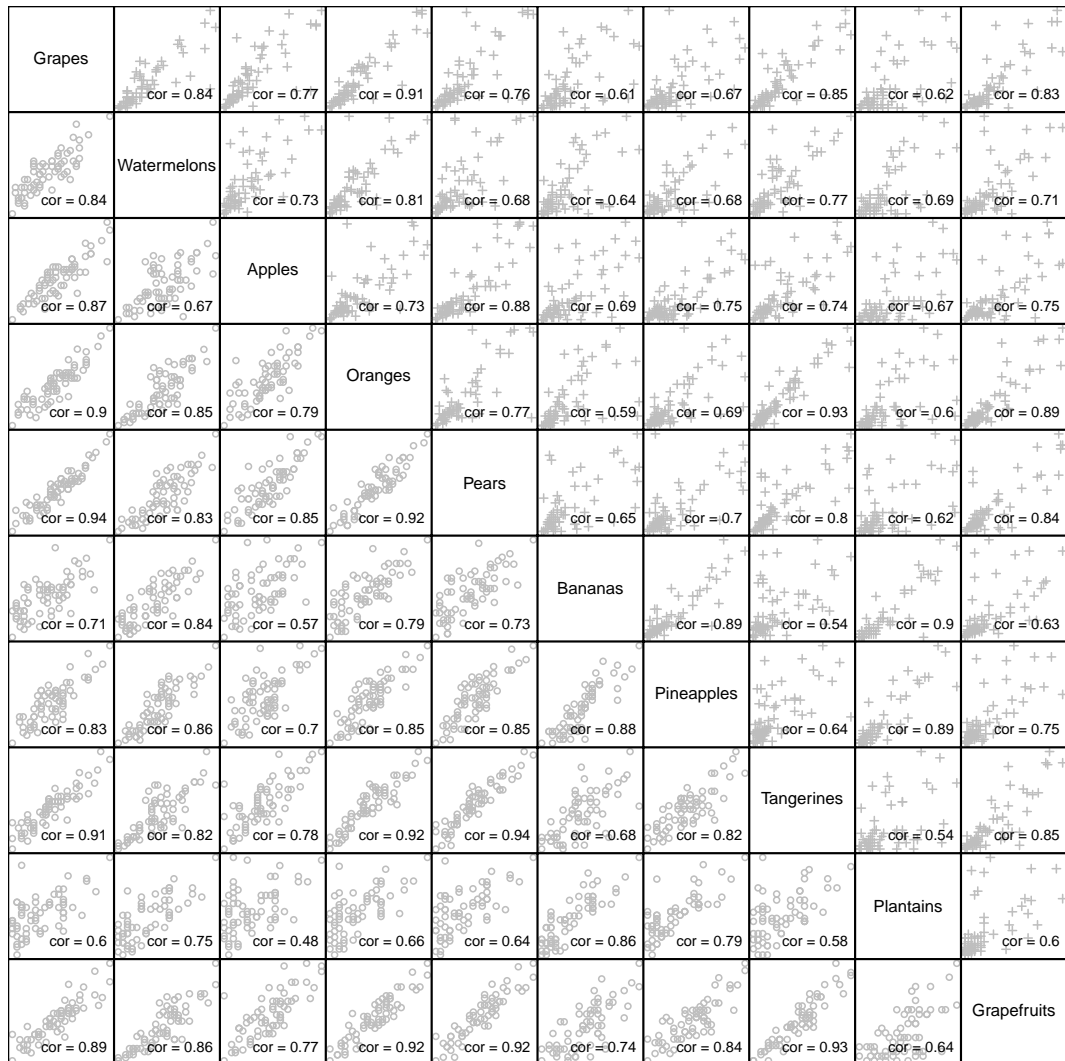 Grapes cor = 0.84 cor = 0.77 cor = 0.91 cor = 0.76 cor = 0.61 cor = 0.67 cor = 0.85 cor = 0.62 cor = 0.83
cor = 0.84 Watermelons cor = 0.73 cor = 0.81 cor = 0.68 cor = 0.64 cor = 0.68 cor = 0.77 cor = 0.69 cor = 0.71
cor = 0.87 cor = 0.67 Apples cor = 0.73 cor = 0.88 cor = 0.69 cor = 0.75 cor = 0.74 cor = 0.67 cor = 0.75
cor = 0.9 cor = 0.85 cor = 0.79 Oranges cor = 0.77 cor = 0.59 cor = 0.69 cor = 0.93 cor = 0.6 cor = 0.89
cor = 0.94 cor = 0.83 cor = 0.85 cor = 0.92 Pears cor = 0.65 cor = 0.7 cor = 0.8 cor = 0.62 cor = 0.84
cor = 0.71 cor = 0.84 cor = 0.57 cor = 0.79 cor = 0.73 Bananas cor = 0.89 cor = 0.54 cor = 0.9 cor = 0.63
cor = 0.83 cor = 0.86 cor = 0.7 cor = 0.85 cor = 0.85 cor = 0.88 Pineapples cor = 0.64 cor = 0.89 cor = 0.75
cor = 0.91 cor = 0.82 cor = 0.78 cor = 0.92 cor = 0.94 cor = 0.68 cor = 0.82 Tangerines cor = 0.54 cor = 0.85
cor = 0.6 cor = 0.75 cor = 0.48 cor = 0.66 cor = 0.64 cor = 0.86 cor = 0.79 cor = 0.58 Plantains cor = 0.6
cor = 0.89 cor = 0.86 cor = 0.77 cor = 0.92 cor = 0.92 cor = 0.74 cor = 0.84 cor = 0.93 cor = 0.64 Grapefruits